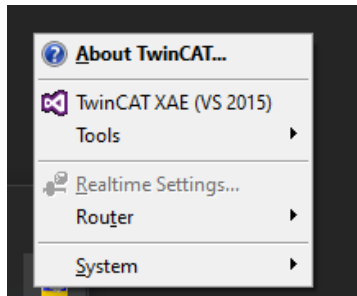 About TwinCAT...
TwinCAT XAE (VS 2015)
Tools
Realtime Settings...
Router
System